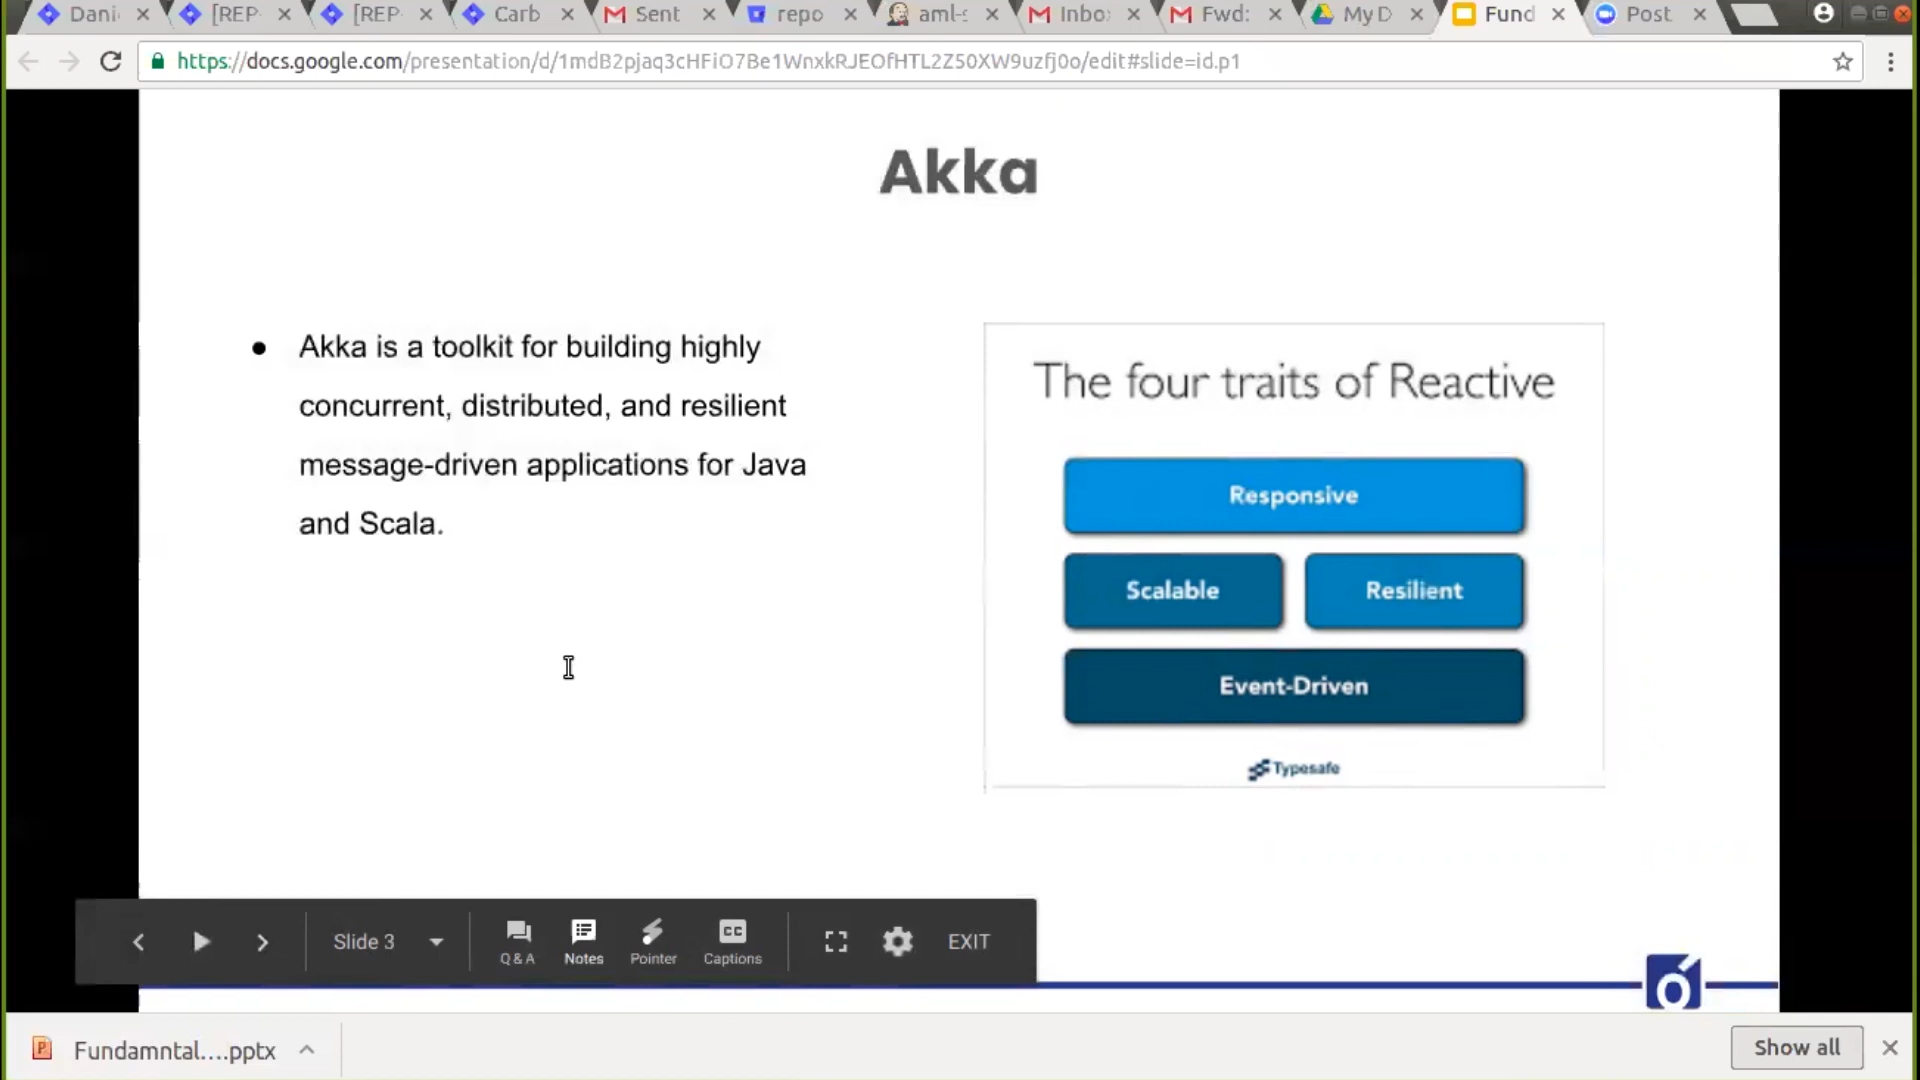 Dani
[REP-
[REP-
Carb
Sent
repo
aml-s
Inbo
Fwd:
My D
Fund
Post
https://docs.google.com/presentation/d/1mdB2pjaq3cHFiO7Be1WnxkRJEOfHTL2Z50XW9uzfj0o/edit#slide=id.p1
Akka
● Akka is a toolkit for building highly
concurrent, distributed, and resilient
message-driven applications for Java
and Scala.
The four traits of Reactive
Responsive
Scalable
Resilient
Event-Driven
Typesafe
Slide 3
Q & A
Notes
Pointer
CC
Captions
EXIT
Fundamntal....pptx
Show all